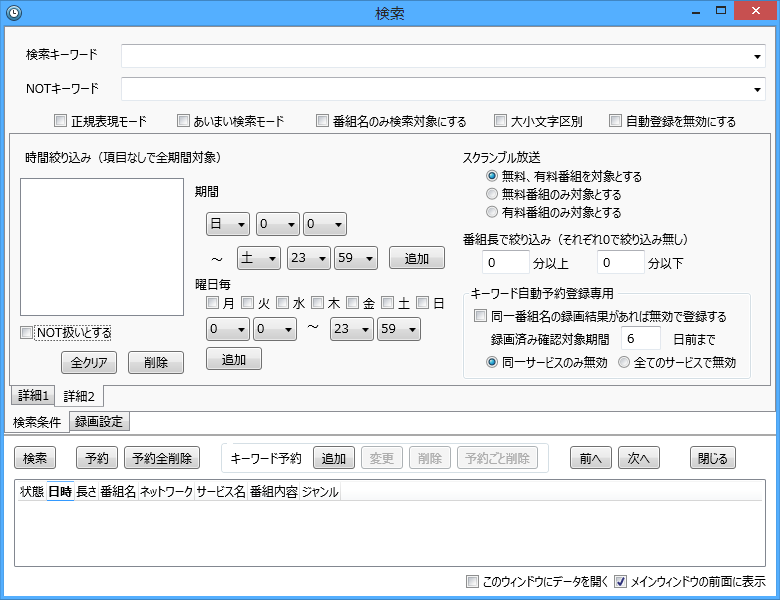 検索
検索キーワード
NOTキーワード
正規表現モード あいまい検索モード 番組名のみ検索対象にする 大小文字区別 自動登録を無効にする
時間絞り込み（項目なしで全期間対象）
NOT扱いとする
全クリア 削除
期間
日 0 0
～ 土 23 59 追加
曜日毎
月 火 水 木 金 土 日
0 0 ～ 23 59
追加
スクランブル放送
無料、有料番組を対象とする
無料番組のみ対象とする
有料番組のみ対象とする
番組長で絞り込み（それぞれ0で絞り込み無し）
0 分以上 0 分以下
キーワード自動予約登録専用
同一番組名の録画結果があれば無効で登録する
録画済み確認対象期間 6 日前まで
同一サービスのみ無効 全てのサービスで無効
詳細1 詳細2
検索条件 録画設定
検索 予約 予約全削除 キーワード予約 追加 変更 削除 予約ごと削除 前へ 次へ 閉じる
状態 日時 長さ 番組名 ネットワーク サービス名 番組内容 ジャンル
このウィンドウにデータを開く メインウィンドウの前面に表示